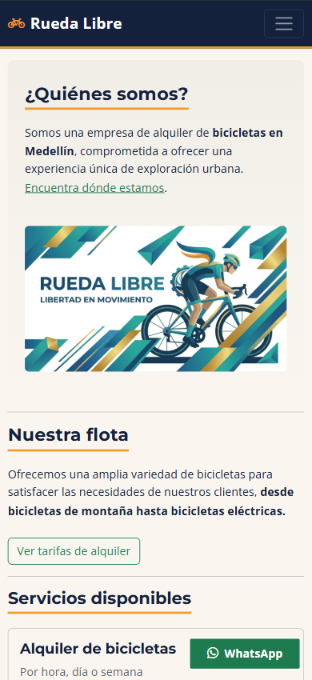 Rueda Libre
¿Quiénes somos?
Somos una empresa de alquiler de bicicletas en
Medellín, comprometida a ofrecer una
experiencia única de exploración urbana.
Encuentra dónde estamos.
RUEDA LIBRE
LIBERTAD EN MOVIMIENTO
Nuestra flota
Ofrecemos una amplia variedad de bicicletas para
satisfacer las necesidades de nuestros clientes, desde
bicicletas de montaña hasta bicicletas eléctricas.
Ver tarifas de alquiler
Servicios disponibles
Alquiler de bicicletas
WhatsApp
Por hora, día o semana